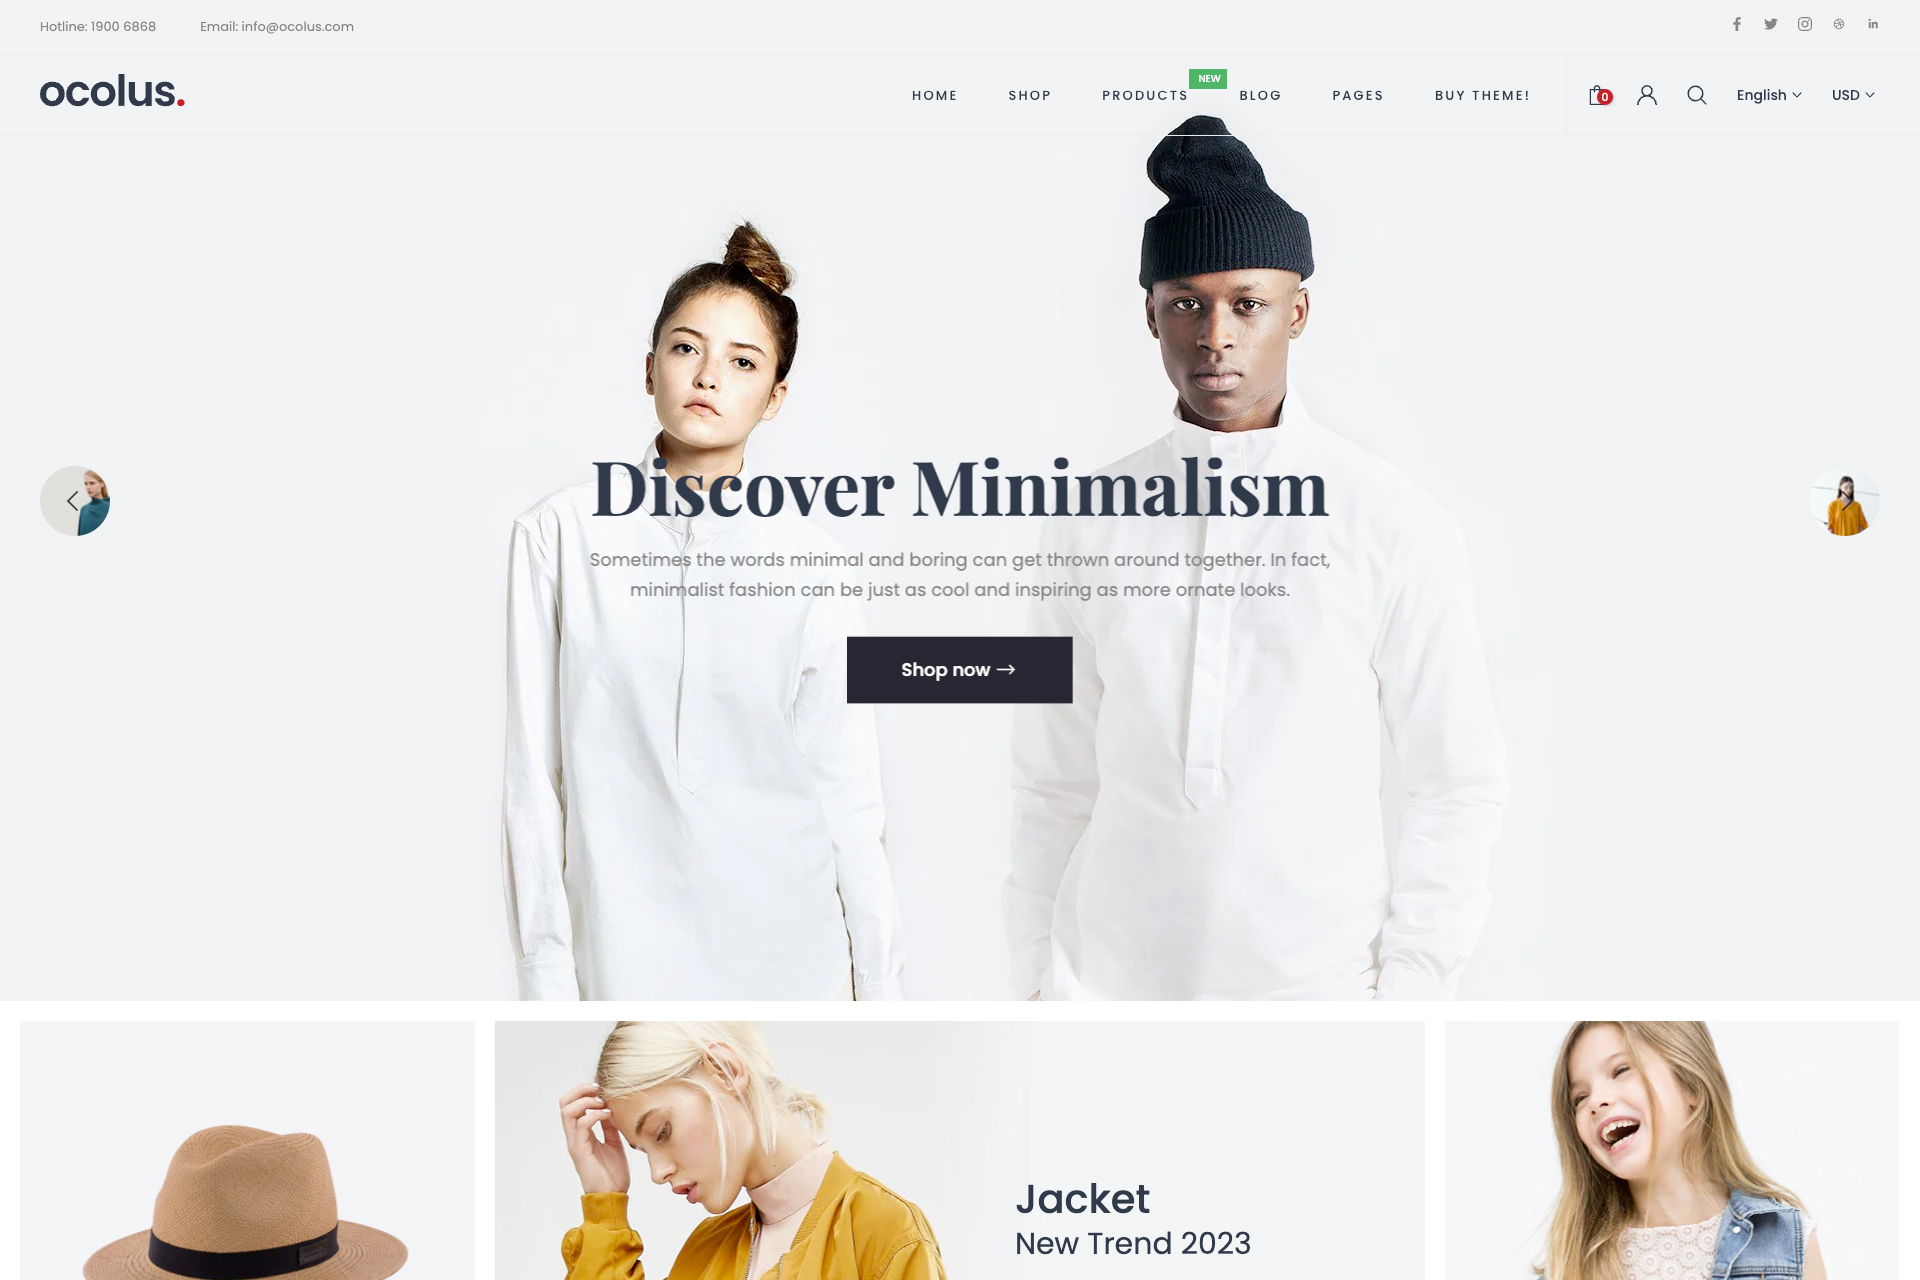 Hotline: 1900 6868
Email: info@ocolus.com
ocolus.
HOME
SHOP
PRODUCTS
NEW
BLOG
PAGES
BUY THEME!
0
English
USD
Discover Minimalism
Sometimes the words minimal and boring can get thrown around together. In fact,
minimalist fashion can be just as cool and inspiring as more ornate looks.
Shop now →
Jacket
New Trend 2023